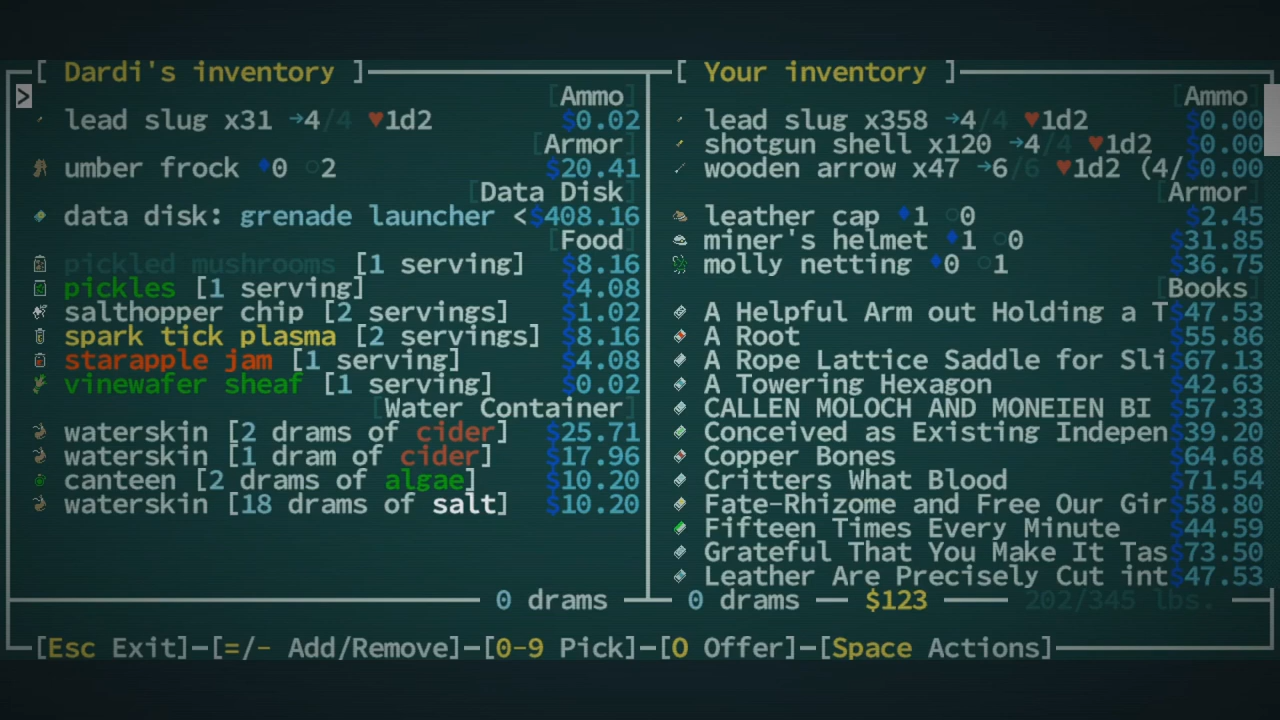 [ Dardi's inventory ]
>
[Ammo]
lead slug x31 →4/4 ♥1d2 $0.02
[Armor]
umber frock ♦0 ○2 $20.41
[Data Disk]
data disk: grenade launcher <$408.16
[Food]
pickled mushrooms [1 serving] $8.16
pickles [1 serving] $4.08
salthopper chip [2 servings] $1.02
spark tick plasma [2 servings] $8.16
starapple jam [1 serving] $4.08
vinewafer sheaf [1 serving] $0.02
[Water Container]
waterskin [2 drams of cider] $25.71
waterskin [1 dram of cider] $17.96
canteen [2 drams of algae] $10.20
waterskin [18 drams of salt] $10.20
0 drams
[ Your inventory ]
[Ammo]
lead slug x358 →4/4 ♥1d2 $0.00
shotgun shell x120 →4/4 ♥1d2 $0.00
wooden arrow x47 →6/6 ♥1d2 (4/$0.00
[Armor]
leather cap ♦1 ○0 $2.45
miner's helmet ♦1 ○0 $31.85
molly netting ♦0 ○1 $36.75
[Books]
A Helpful Arm out Holding a T$47.53
A Root $55.86
A Rope Lattice Saddle for Sli$67.13
A Towering Hexagon $42.63
CALLEN MOLOCH AND MONEIEN BI $57.33
Conceived as Existing Indepen$39.20
Copper Bones $64.68
Critters What Blood $71.54
Fate-Rhizome and Free Our Gir$58.80
Fifteen Times Every Minute $44.59
Grateful That You Make It Tas$73.50
Leather Are Precisely Cut int$47.53
0 drams — $123 — 202/345 lbs.
[Esc Exit]-[=/- Add/Remove]-[0-9 Pick]-[O Offer]-[Space Actions]